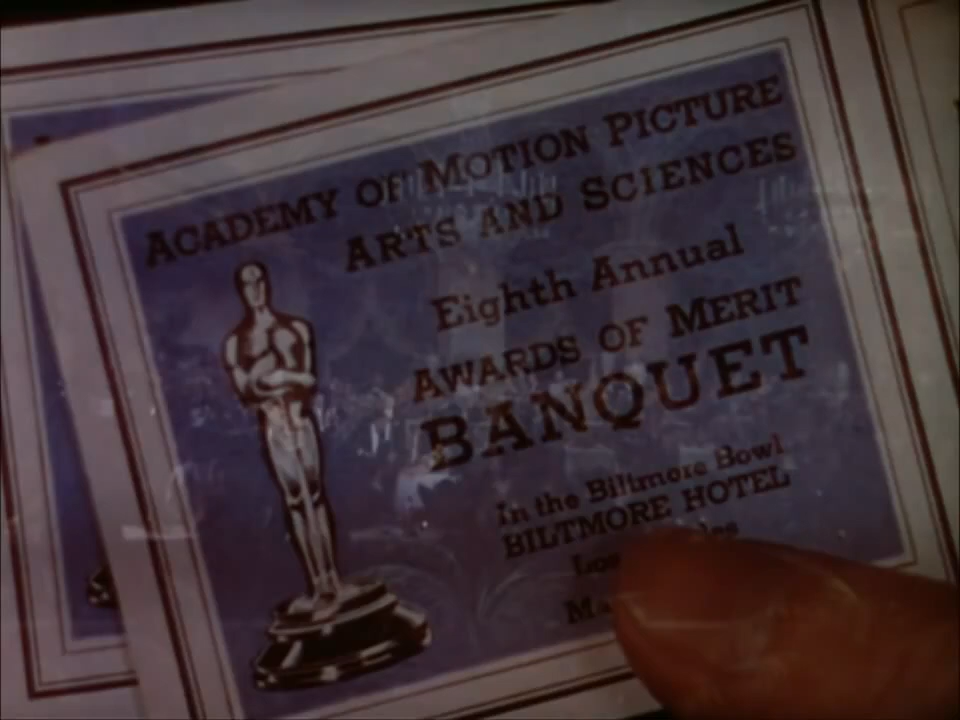 ACADEMY OF MOTION PICTURE
ARTS AND SCIENCES
Eighth Annual
AWARDS OF MERIT
BANQUET
In the Biltmore Bowl
BILTMORE HOTEL